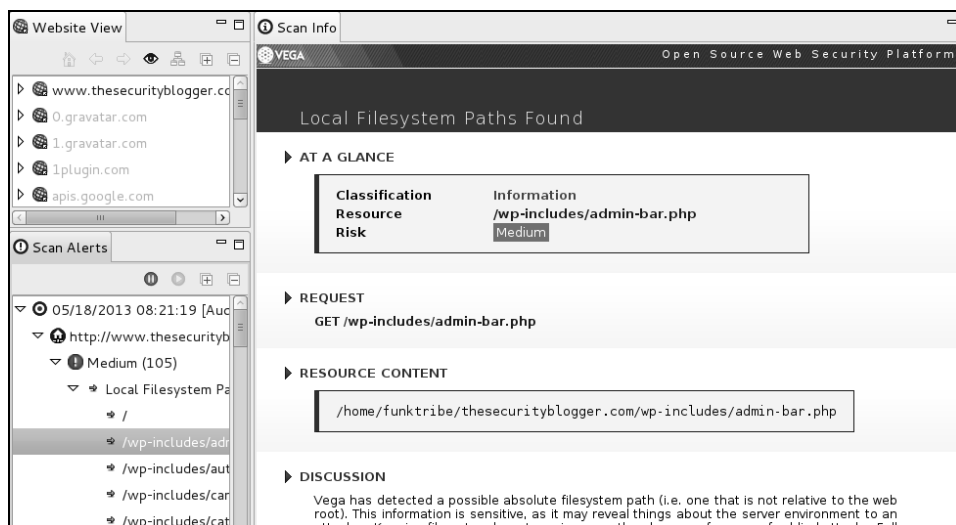 Website View
www.thesecurityblogger.cc
0.gravatar.com
1.gravatar.com
1plugin.com
apis.google.com
Scan Alerts
05/18/2013 08:21:19 [Auc
http://www.thesecurityb
Medium (105)
Local Filesystem Pa
/
/wp-includes/adr
/wp-includes/aut
/wp-includes/car
/wp-includes/cat
Scan Info
VEGA
Open Source Web Security Platform
Local Filesystem Paths Found
AT A GLANCE
Classification Information
Resource /wp-includes/admin-bar.php
Risk Medium
REQUEST
GET /wp-includes/admin-bar.php
RESOURCE CONTENT
/home/funktribe/thesecurityblogger.com/wp-includes/admin-bar.php
DISCUSSION
Vega has detected a possible absolute filesystem path (i.e. one that is not relative to the web
root). This information is sensitive, as it may reveal things about the server environment to an